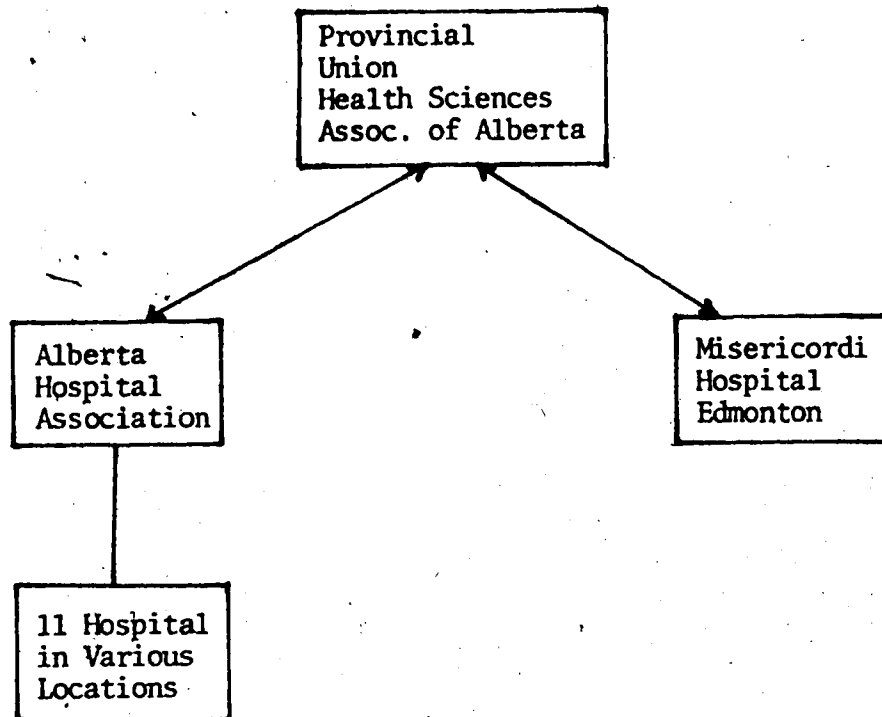 Provincial
Union
Health Sciences
Assoc. of Alberta
Alberta
Hospital
Association
Misericordi
Hospital
Edmonton
11 Hospital
in Various
Locations